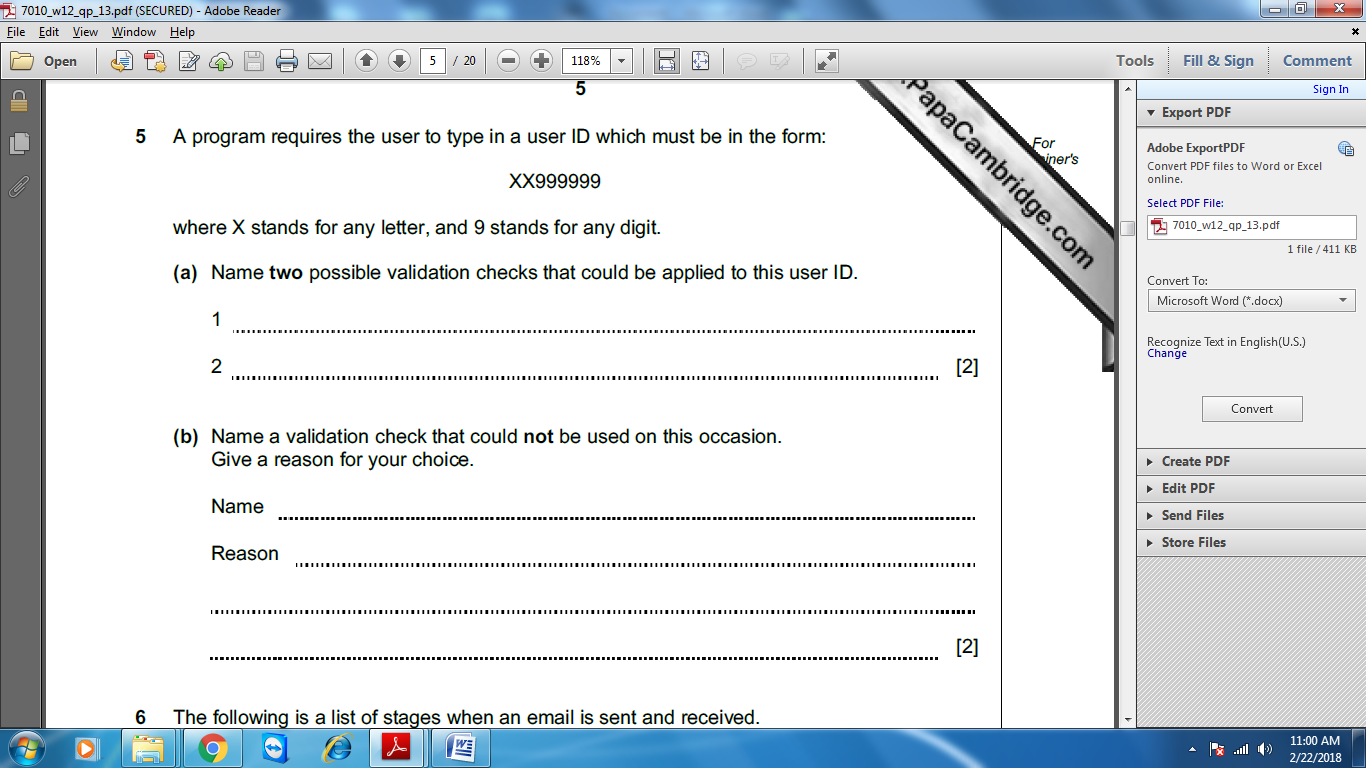 7010_w12_qp_13.pdf (SECURED) - Adobe Reader
File Edit View Window Help
Open 5 / 20 118% Tools Fill & Sign Comment
Sign In
5
5 A program requires the user to type in a user ID which must be in the form:
XX999999
where X stands for any letter, and 9 stands for any digit.
(a) Name two possible validation checks that could be applied to this user ID.
1
2 [2]
(b) Name a validation check that could not be used on this occasion.
Give a reason for your choice.
Name
Reason
[2]
6 The following is a list of stages when an email is sent and received.
.PapaCambridge.com
For
iner's
Export PDF
Adobe ExportPDF
Convert PDF files to Word or Excel
online.
Select PDF File:
7010_w12_qp_13.pdf
1 file / 411 KB
Convert To:
Microsoft Word (*.docx)
Recognize Text in English(U.S.)
Change
Convert
Create PDF
Edit PDF
Send Files
Store Files
11:00 AM
2/22/2018